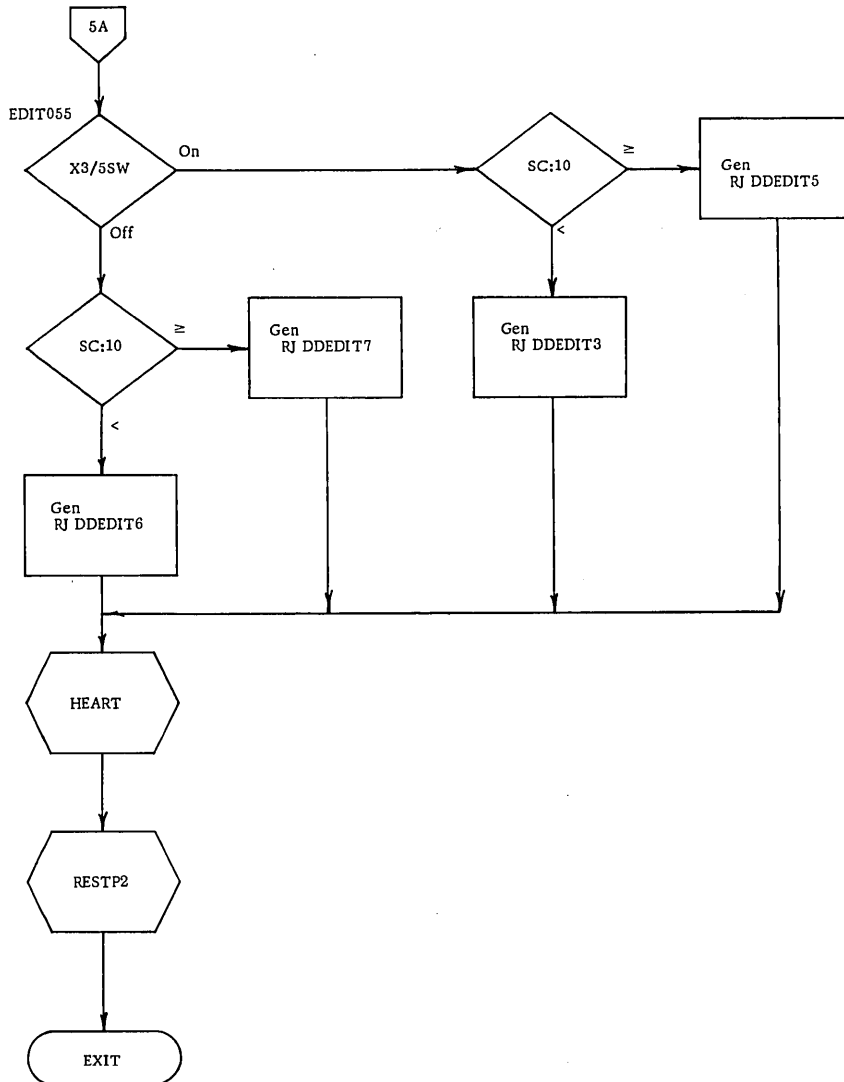 5A
EDIT055
X3/5SW
On
SC:10
≥
Gen
RJ DDEDIT5
Off
<
SC:10
≥
Gen
RJ DDEDIT7
Gen
RJ DDEDIT3
<
Gen
RJ DDEDIT6
HEART
RESTP2
EXIT